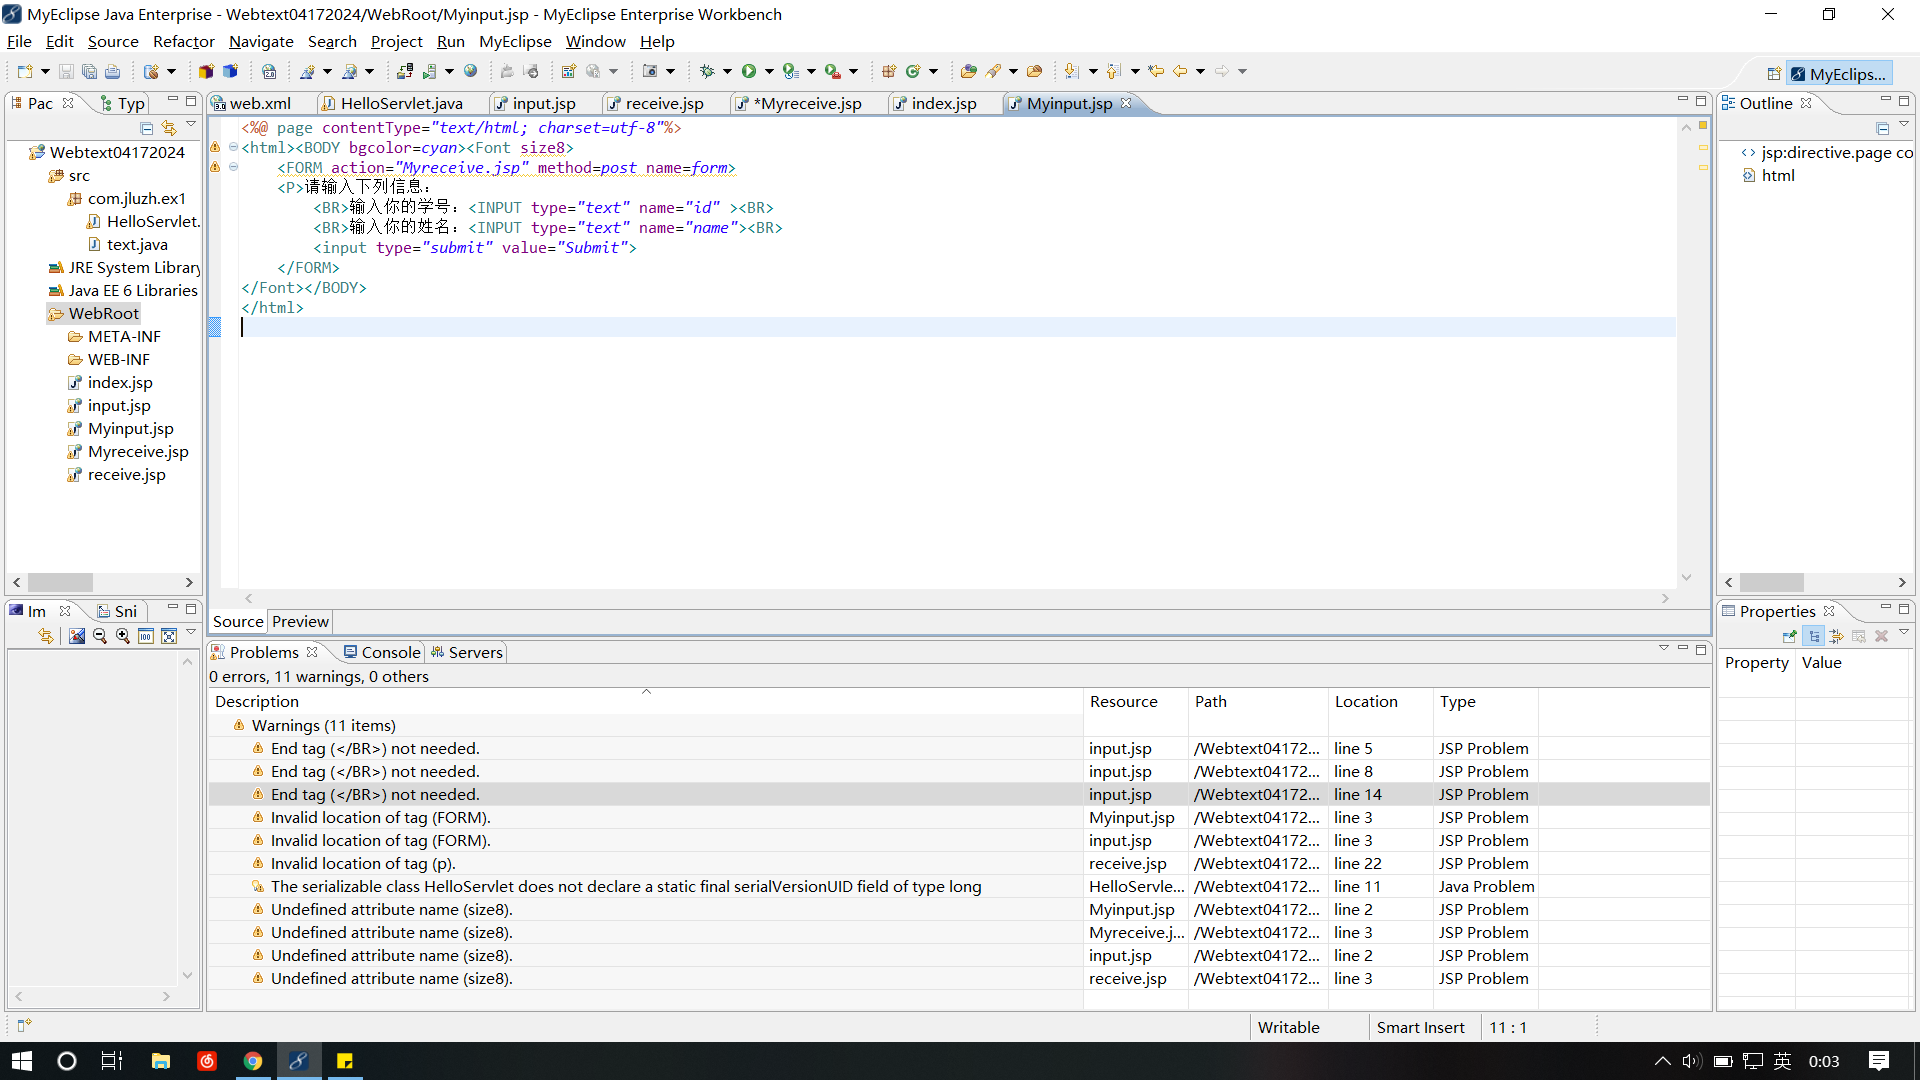 MyEclipse Java Enterprise - Webtext04172024/WebRoot/Myinput.jsp - MyEclipse Enterprise Workbench
File Edit Source Refactor Navigate Search Project Run MyEclipse Window Help
MyEclips...
Pac Typ
web.xml HelloServlet.java input.jsp receive.jsp *Myreceive.jsp index.jsp Myinput.jsp
Outline
Webtext04172024
src
com.jluzh.ex1
HelloServlet.
text.java
JRE System Library
Java EE 6 Libraries
WebRoot
META-INF
WEB-INF
index.jsp
input.jsp
Myinput.jsp
Myreceive.jsp
receive.jsp
<%@ page contentType="text/html; charset=utf-8"%>
<html><BODY bgcolor=cyan><Font size8>
<FORM action="Myreceive.jsp" method=post name=form>
<P>请输入下列信息：
<BR>输入你的学号：<INPUT type="text" name="id" ><BR>
<BR>输入你的姓名：<INPUT type="text" name="name"><BR>
<input type="submit" value="Submit">
</FORM>
</Font></BODY>
</html>
jsp:directive.page co
html
Im Sni
Source Preview
Properties
Property Value
Problems Console Servers
0 errors, 11 warnings, 0 others
Description Resource Path Location Type
Warnings (11 items)
End tag (</BR>) not needed. input.jsp /Webtext04172... line 5 JSP Problem
End tag (</BR>) not needed. input.jsp /Webtext04172... line 8 JSP Problem
End tag (</BR>) not needed. input.jsp /Webtext04172... line 14 JSP Problem
Invalid location of tag (FORM). Myinput.jsp /Webtext04172... line 3 JSP Problem
Invalid location of tag (FORM). input.jsp /Webtext04172... line 3 JSP Problem
Invalid location of tag (p). receive.jsp /Webtext04172... line 22 JSP Problem
The serializable class HelloServlet does not declare a static final serialVersionUID field of type long HelloServle... /Webtext04172... line 11 Java Problem
Undefined attribute name (size8). Myinput.jsp /Webtext04172... line 2 JSP Problem
Undefined attribute name (size8). Myreceive.j... /Webtext04172... line 3 JSP Problem
Undefined attribute name (size8). input.jsp /Webtext04172... line 2 JSP Problem
Undefined attribute name (size8). receive.jsp /Webtext04172... line 3 JSP Problem
Writable Smart Insert 11 : 1
英 0:03